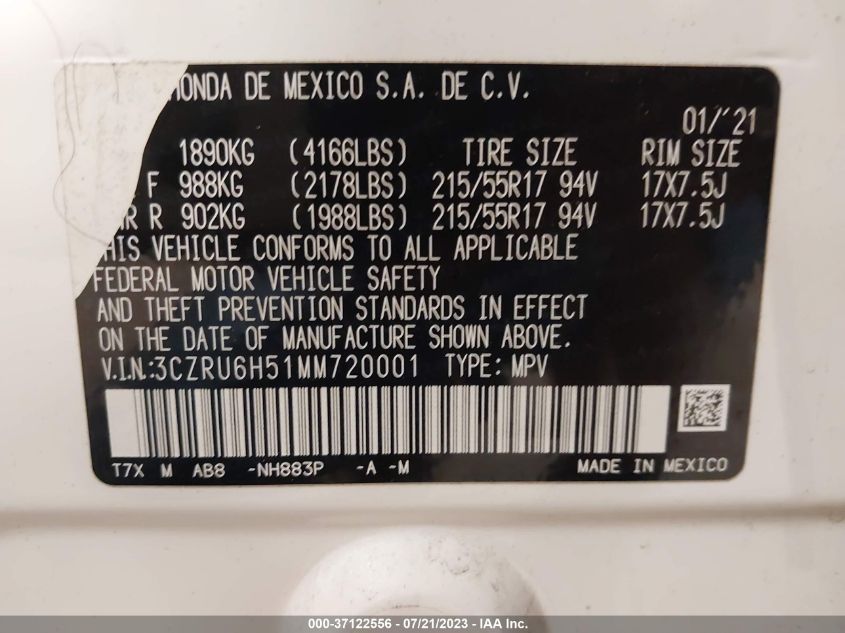 HONDA DE MEXICO S.A. DE C.V.
01/'21
1890KG (4166LBS) TIRE SIZE RIM SIZE
F 988KG (2178LBS) 215/55R17 94V 17X7.5J
R 902KG (1988LBS) 215/55R17 94V 17X7.5J
THIS VEHICLE CONFORMS TO ALL APPLICABLE
FEDERAL MOTOR VEHICLE SAFETY
AND THEFT PREVENTION STANDARDS IN EFFECT
ON THE DATE OF MANUFACTURE SHOWN ABOVE.
V.I.N.:3CZRU6H51MM720001 TYPE: MPV
T7X M AB8 -NH883P -A -M MADE IN MEXICO
000-37122556 - 07/21/2023 - IAA Inc.